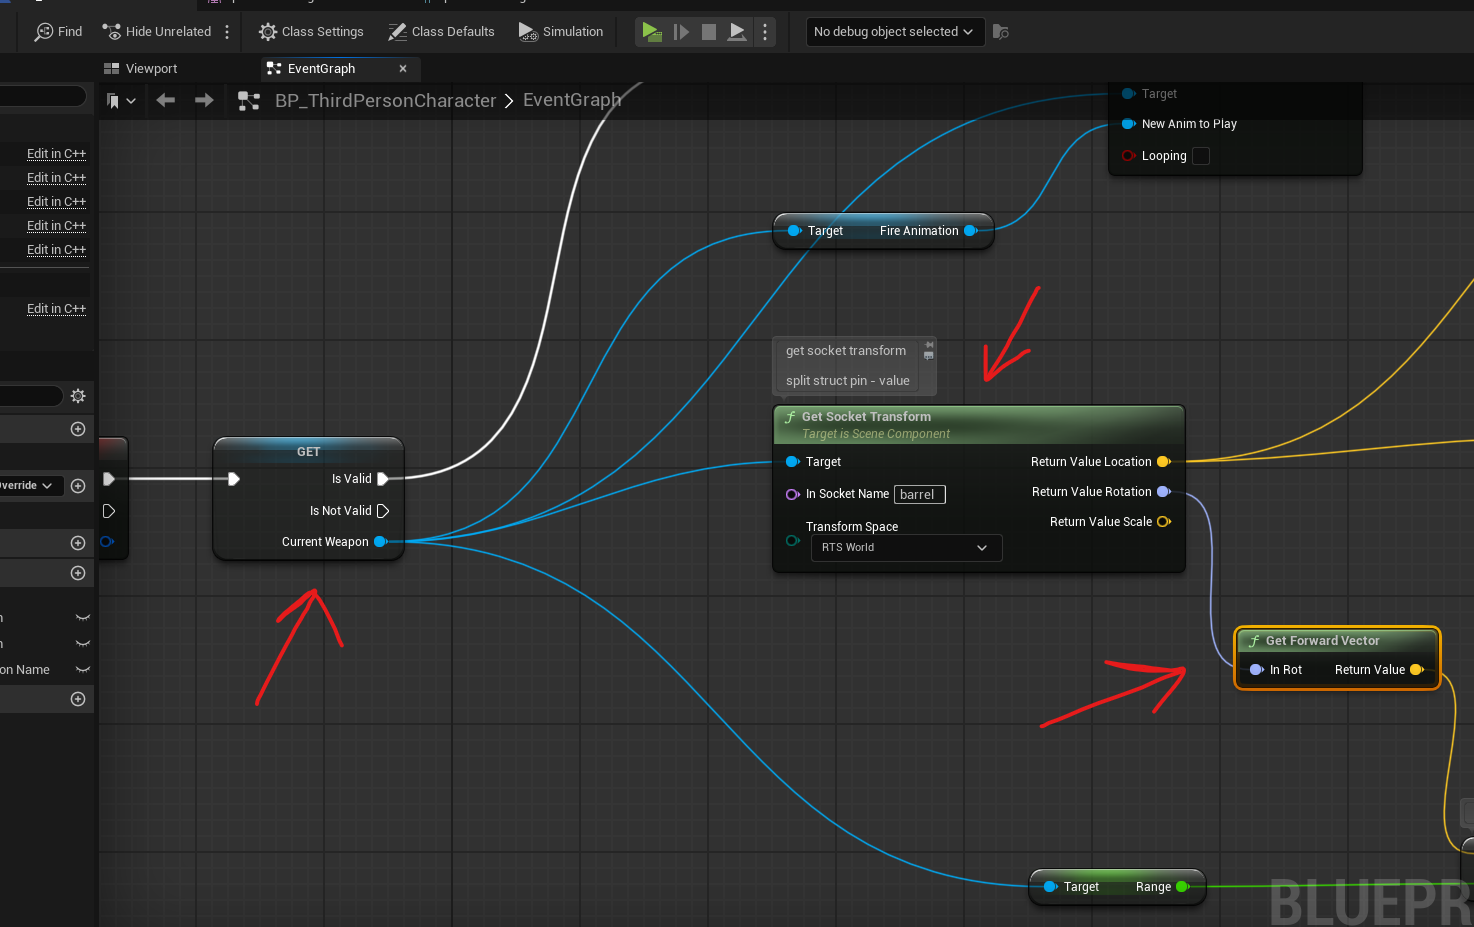 Find
Hide Unrelated
Class Settings
Class Defaults
Simulation
No debug object selected
Viewport
EventGraph
BP_ThirdPersonCharacter > EventGraph
Edit in C++
Edit in C++
Edit in C++
Edit in C++
Edit in C++
Edit in C++
Override
on Name
Target
New Anim to Play
Looping
Target Fire Animation
get socket transform
split struct pin - value
Get Socket Transform
Target is Scene Component
Target Return Value Location
In Socket Name barrel Return Value Rotation
Return Value Scale
Transform Space
RTS World
GET
Is Valid
Is Not Valid
Current Weapon
Get Forward Vector
In Rot Return Value
Target Range
BLUEPR